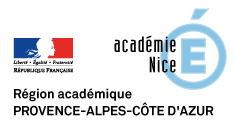 académie
Nice
É
Liberté • Égalité • Fraternité
RÉPUBLIQUE FRANÇAISE
Région académique
PROVENCE-ALPES-CÔTE D'AZUR